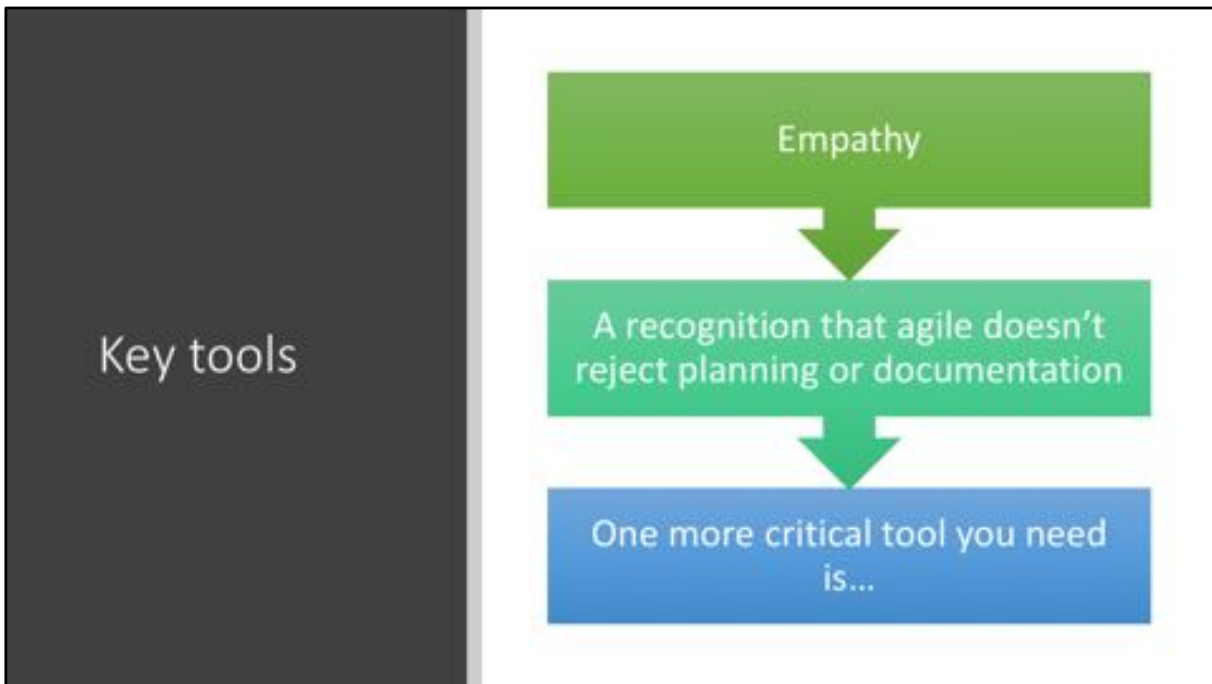 Key tools
Empathy
A recognition that agile doesn’t
reject planning or documentation
One more critical tool you need
is…